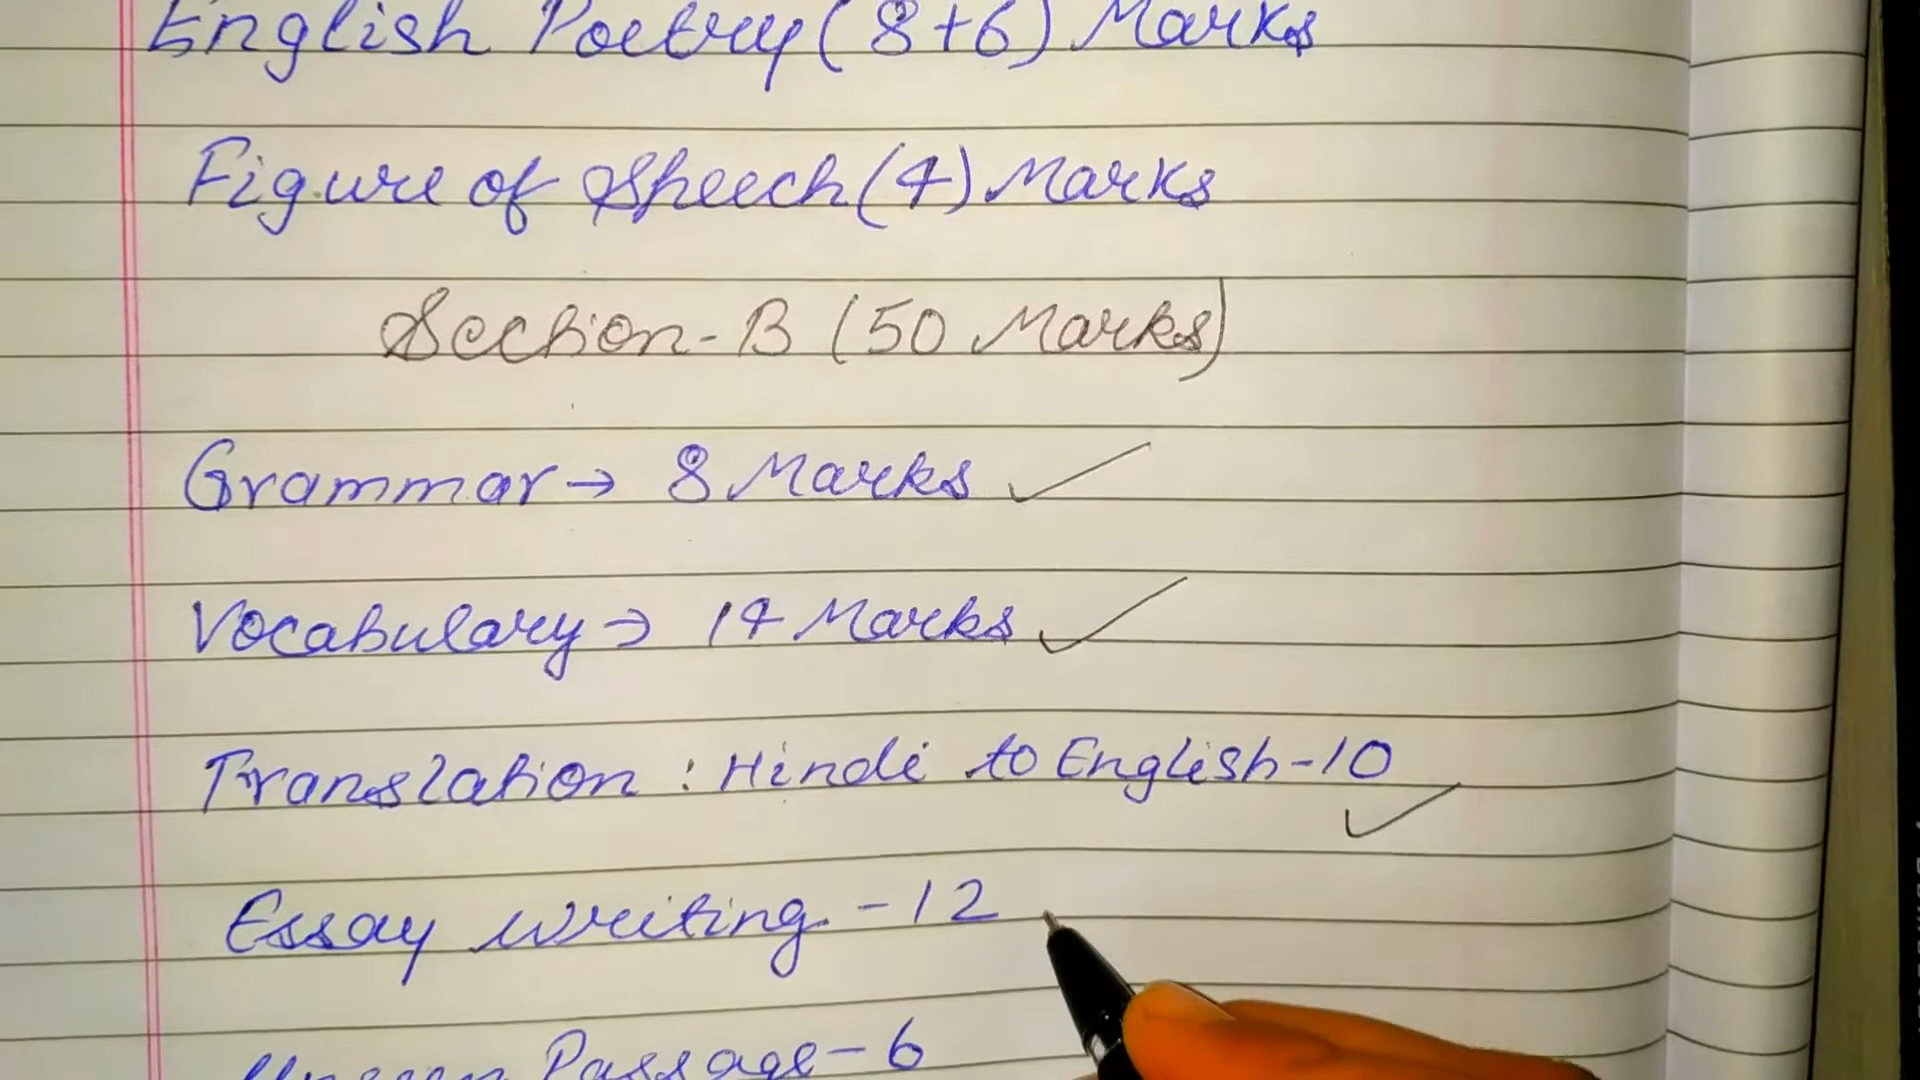 English Poetry (8+6) Marks
Figure of Speech (4) Marks
Section-B (50 Marks)
Grammar → 8 Marks ✓
Vocabulary → 14 Marks ✓
Translation : Hindi to English-10 ✓
Essay writing. -12
Unseen Passage-6